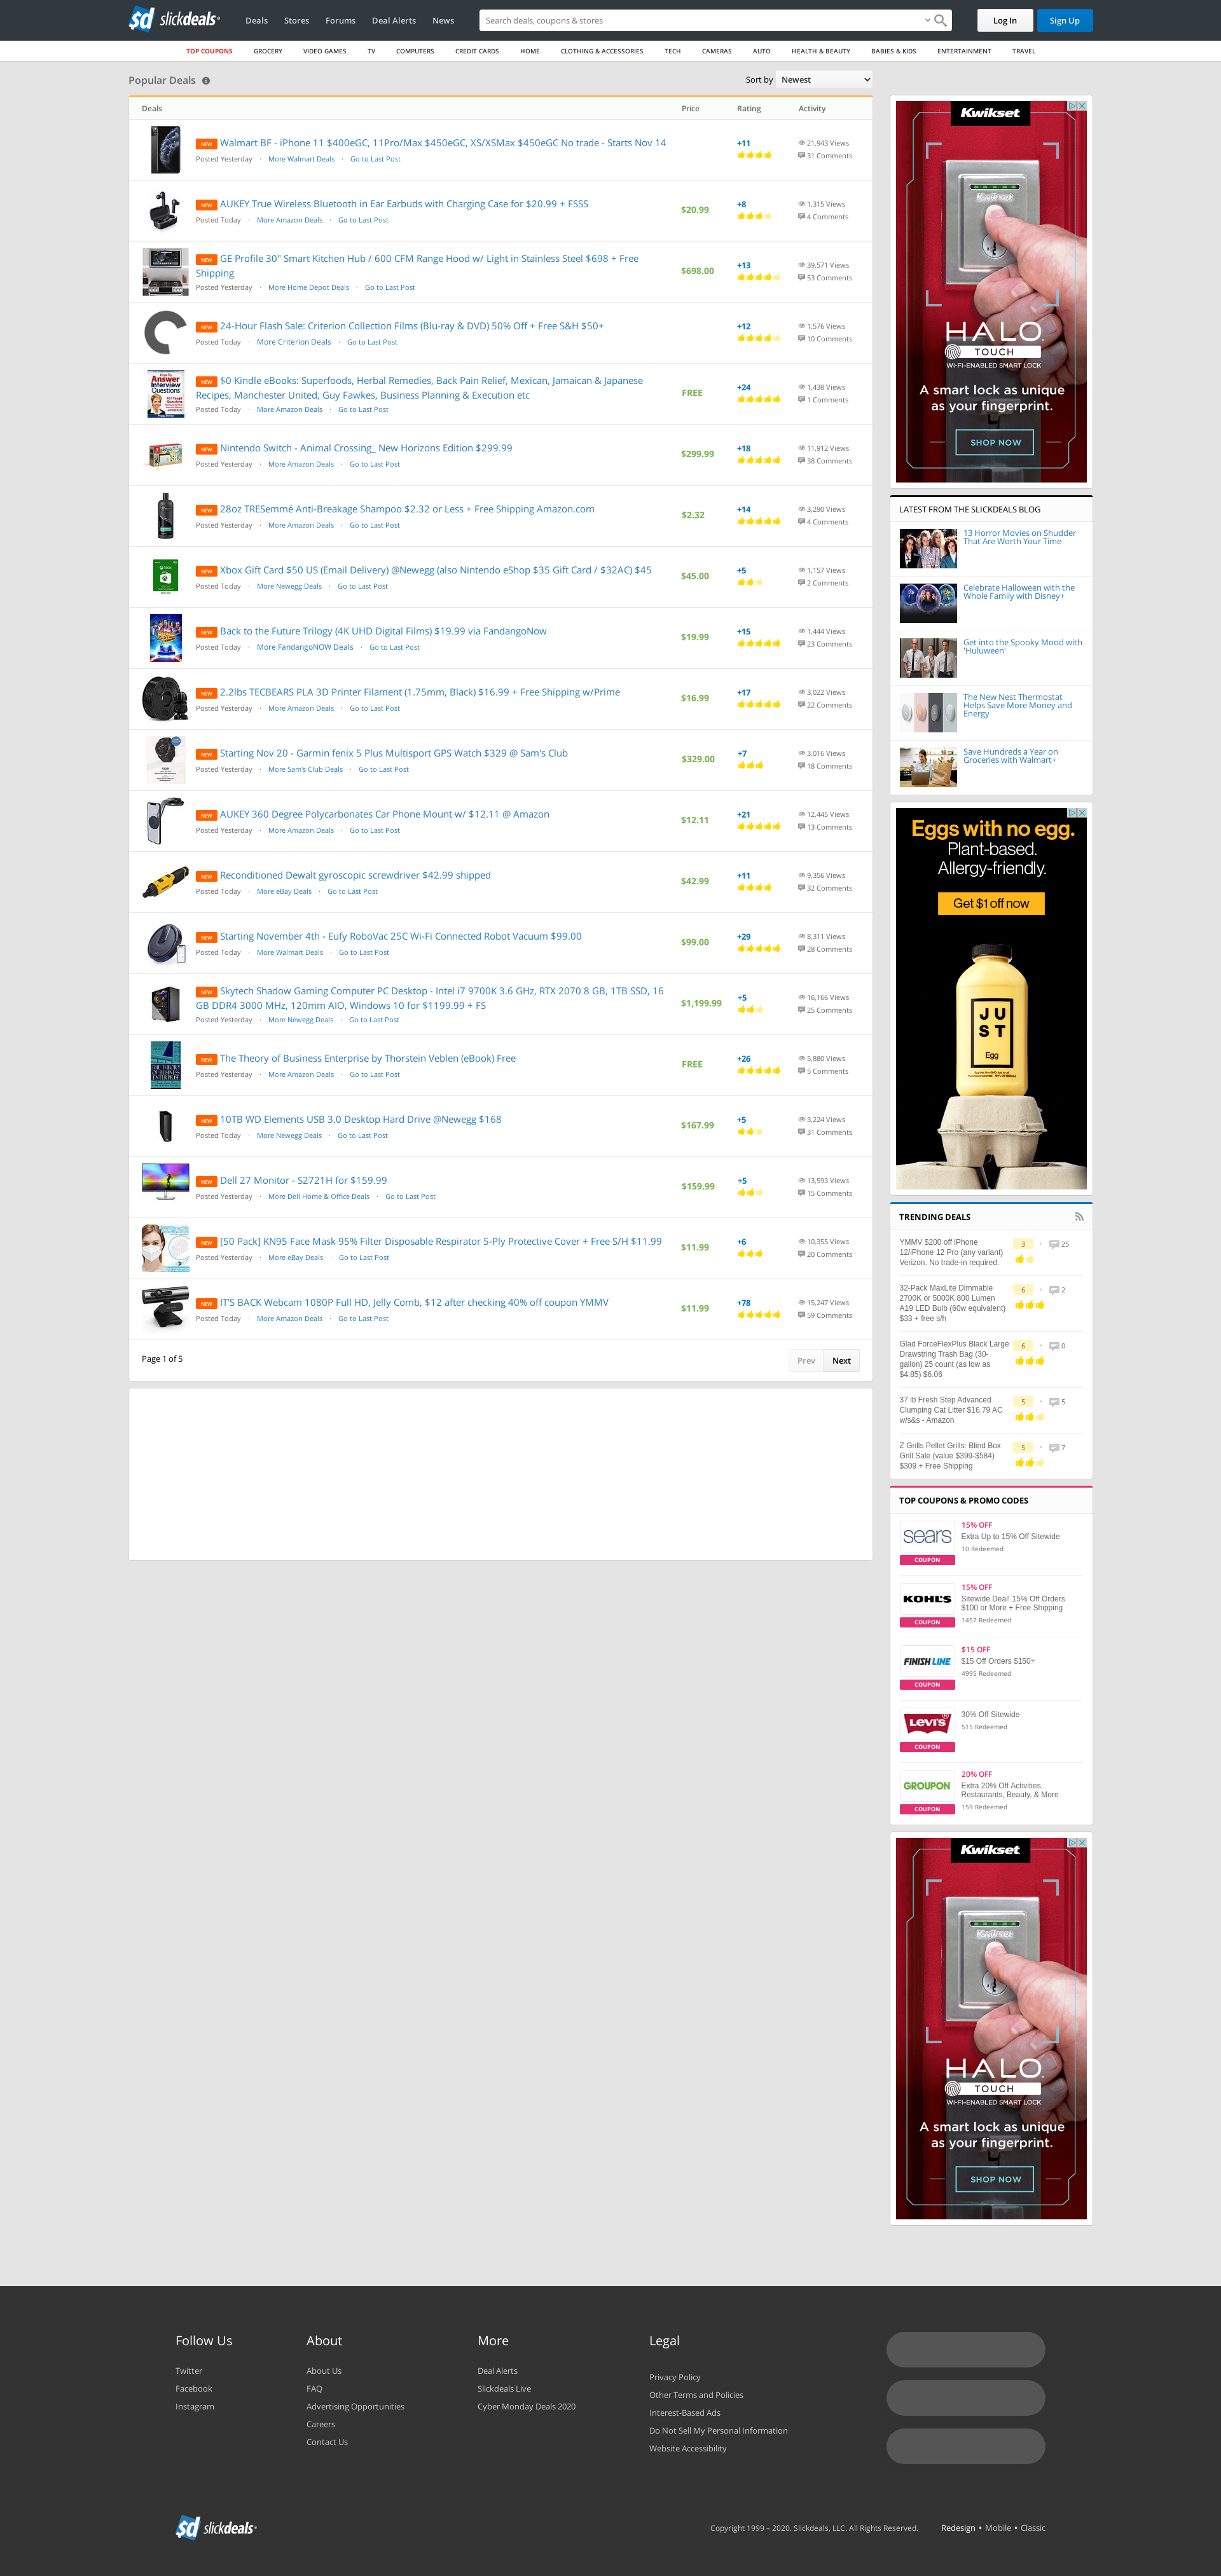 sd slickdeals
Deals Stores Forums Deal Alerts News
Search deals, coupons & stores
Log In Sign Up
TOP COUPONS GROCERY VIDEO GAMES TV COMPUTERS CREDIT CARDS HOME CLOTHING & ACCESSORIES TECH CAMERAS AUTO HEALTH & BEAUTY BABIES & KIDS ENTERTAINMENT TRAVEL
Popular Deals
Sort by Newest
Deals Price Rating Activity
NEW Walmart BF - iPhone 11 $400eGC, 11Pro/Max $450eGC, XS/XSMax $450eGC No trade - Starts Nov 14
Posted Yesterday · More Walmart Deals · Go to Last Post
+11
21,943 Views
31 Comments
NEW AUKEY True Wireless Bluetooth in Ear Earbuds with Charging Case for $20.99 + FSSS
Posted Today · More Amazon Deals · Go to Last Post
$20.99
+8
1,315 Views
4 Comments
NEW GE Profile 30" Smart Kitchen Hub / 600 CFM Range Hood w/ Light in Stainless Steel $698 + Free
Shipping
Posted Yesterday · More Home Depot Deals · Go to Last Post
$698.00
+13
39,571 Views
53 Comments
NEW 24-Hour Flash Sale: Criterion Collection Films (Blu-ray & DVD) 50% Off + Free S&H $50+
Posted Today · More Criterion Deals · Go to Last Post
+12
1,576 Views
10 Comments
Answer
Interview
Questions
NEW $0 Kindle eBooks: Superfoods, Herbal Remedies, Back Pain Relief, Mexican, Jamaican & Japanese
Recipes, Manchester United, Guy Fawkes, Business Planning & Execution etc
Posted Today · More Amazon Deals · Go to Last Post
FREE
+24
1,438 Views
1 Comments
NEW Nintendo Switch - Animal Crossing_ New Horizons Edition $299.99
Posted Yesterday · More Amazon Deals · Go to Last Post
$299.99
+18
11,912 Views
38 Comments
NEW 28oz TRESemmé Anti-Breakage Shampoo $2.32 or Less + Free Shipping Amazon.com
Posted Yesterday · More Amazon Deals · Go to Last Post
$2.32
+14
3,290 Views
4 Comments
NEW Xbox Gift Card $50 US (Email Delivery) @Newegg (also Nintendo eShop $35 Gift Card / $32AC) $45
Posted Today · More Newegg Deals · Go to Last Post
$45.00
+5
1,157 Views
2 Comments
NEW Back to the Future Trilogy (4K UHD Digital Films) $19.99 via FandangoNow
Posted Today · More FandangoNOW Deals · Go to Last Post
$19.99
+15
1,444 Views
23 Comments
NEW 2.2lbs TECBEARS PLA 3D Printer Filament (1.75mm, Black) $16.99 + Free Shipping w/Prime
Posted Yesterday · More Amazon Deals · Go to Last Post
$16.99
+17
3,022 Views
22 Comments
NEW Starting Nov 20 - Garmin fenix 5 Plus Multisport GPS Watch $329 @ Sam's Club
Posted Yesterday · More Sam's Club Deals · Go to Last Post
$329.00
+7
3,016 Views
18 Comments
NEW AUKEY 360 Degree Polycarbonates Car Phone Mount w/ $12.11 @ Amazon
Posted Yesterday · More Amazon Deals · Go to Last Post
$12.11
+21
12,445 Views
13 Comments
NEW Reconditioned Dewalt gyroscopic screwdriver $42.99 shipped
Posted Today · More eBay Deals · Go to Last Post
$42.99
+11
9,356 Views
32 Comments
NEW Starting November 4th - Eufy RoboVac 25C Wi-Fi Connected Robot Vacuum $99.00
Posted Today · More Walmart Deals · Go to Last Post
$99.00
+29
8,311 Views
28 Comments
NEW Skytech Shadow Gaming Computer PC Desktop - Intel i7 9700K 3.6 GHz, RTX 2070 8 GB, 1TB SSD, 16
GB DDR4 3000 MHz, 120mm AIO, Windows 10 for $1199.99 + FS
Posted Yesterday · More Newegg Deals · Go to Last Post
$1,199.99
+5
16,166 Views
25 Comments
NEW The Theory of Business Enterprise by Thorstein Veblen (eBook) Free
Posted Yesterday · More Amazon Deals · Go to Last Post
FREE
+26
5,880 Views
5 Comments
NEW 10TB WD Elements USB 3.0 Desktop Hard Drive @Newegg $168
Posted Today · More Newegg Deals · Go to Last Post
$167.99
+5
3,224 Views
31 Comments
NEW Dell 27 Monitor - S2721H for $159.99
Posted Yesterday · More Dell Home & Office Deals · Go to Last Post
$159.99
+5
13,593 Views
15 Comments
NEW [50 Pack] KN95 Face Mask 95% Filter Disposable Respirator 5-Ply Protective Cover + Free S/H $11.99
Posted Yesterday · More eBay Deals · Go to Last Post
$11.99
+6
10,355 Views
20 Comments
NEW IT'S BACK Webcam 1080P Full HD, Jelly Comb, $12 after checking 40% off coupon YMMV
Posted Today · More Amazon Deals · Go to Last Post
$11.99
+78
15,247 Views
59 Comments
Page 1 of 5
Prev Next
Kwikset
Kwikset
HALO
TOUCH
WI-FI-ENABLED SMART LOCK
A smart lock as unique
as your fingerprint.
SHOP NOW
LATEST FROM THE SLICKDEALS BLOG
13 Horror Movies on Shudder
That Are Worth Your Time
Celebrate Halloween with the
Whole Family with Disney+
Get into the Spooky Mood with
'Huluween'
The New Nest Thermostat
Helps Save More Money and
Energy
Save Hundreds a Year on
Groceries with Walmart+
Eggs with no egg.
Plant-based.
Allergy-friendly.
Get $1 off now
JUST
Egg
TRENDING DEALS
YMMV $200 off iPhone
12/iPhone 12 Pro (any variant)
Verizon. No trade-in required.
3 • 25
32-Pack MaxLite Dimmable
2700K or 5000K 800 Lumen
A19 LED Bulb (60w equivalent)
$33 + free s/h
6 • 2
Glad ForceFlexPlus Black Large
Drawstring Trash Bag (30-
gallon) 25 count (as low as
$4.85) $6.06
6 • 0
37 lb Fresh Step Advanced
Clumping Cat Litter $16.79 AC
w/s&s - Amazon
5 • 5
Z Grills Pellet Grills: Blind Box
Grill Sale (value $399-$584)
$309 + Free Shipping
5 • 7
TOP COUPONS & PROMO CODES
sears
COUPON
15% OFF
Extra Up to 15% Off Sitewide
10 Redeemed
KOHL'S
COUPON
15% OFF
Sitewide Deal! 15% Off Orders
$100 or More + Free Shipping
1457 Redeemed
FINISH LINE
COUPON
$15 OFF
$15 Off Orders $150+
4995 Redeemed
LEVI'S
COUPON
30% Off Sitewide
515 Redeemed
GROUPON
COUPON
20% OFF
Extra 20% Off Activities,
Restaurants, Beauty, & More
159 Redeemed
Kwikset
Kwikset
HALO
TOUCH
WI-FI-ENABLED SMART LOCK
A smart lock as unique
as your fingerprint.
SHOP NOW
Follow Us
Twitter
Facebook
Instagram
About
About Us
FAQ
Advertising Opportunities
Careers
Contact Us
More
Deal Alerts
Slickdeals Live
Cyber Monday Deals 2020
Legal
Privacy Policy
Other Terms and Policies
Interest-Based Ads
Do Not Sell My Personal Information
Website Accessibility
sd slickdeals
Copyright 1999 – 2020. Slickdeals, LLC. All Rights Reserved.
Redesign • Mobile • Classic